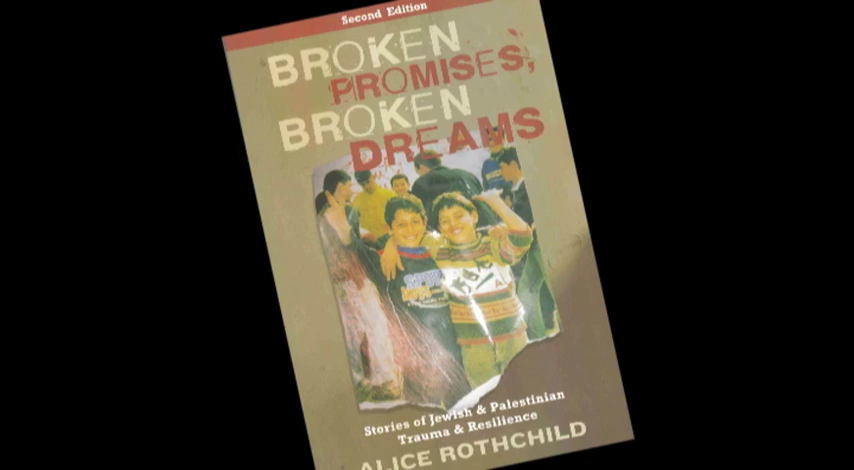 Second Edition
BROKEN
PROMISES,
BROKEN
DREAMS
Stories of Jewish & Palestinian
Trauma & Resilience
ALICE ROTHCHILD